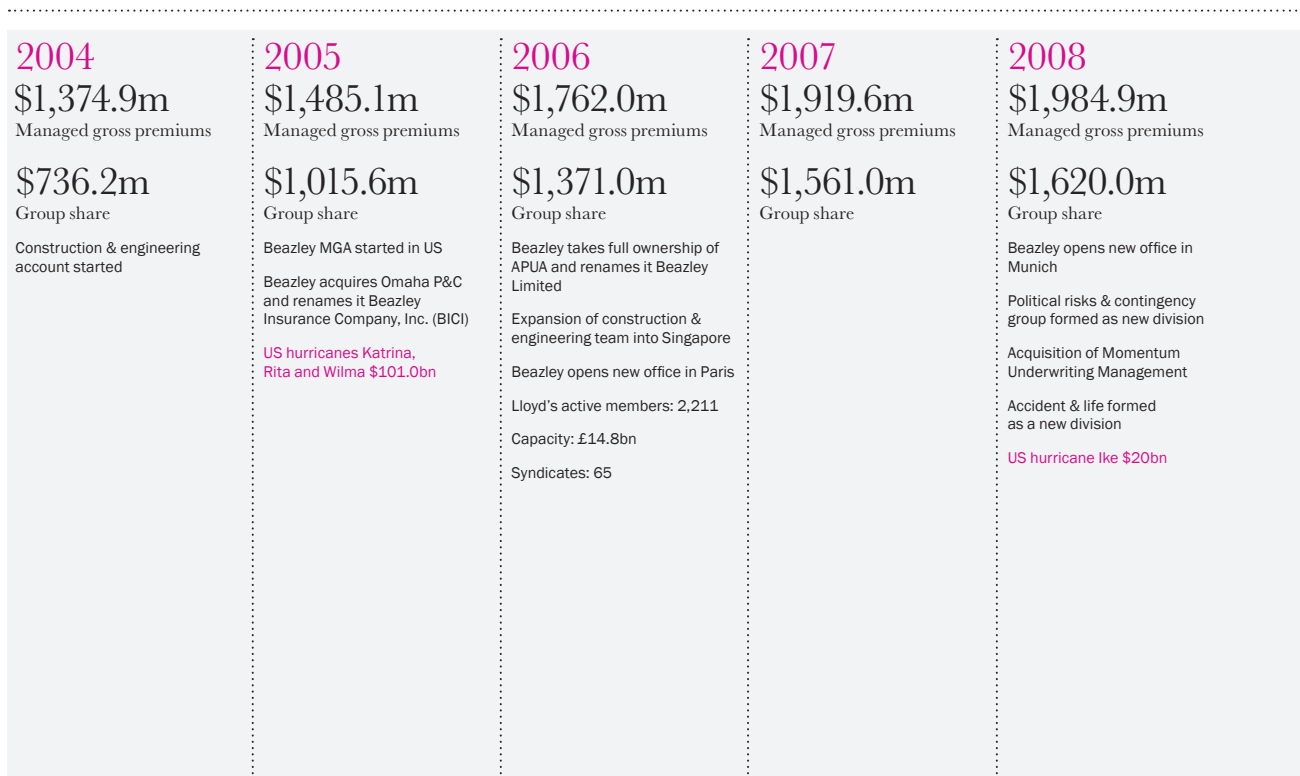 2004
$1,374.9m
Managed gross premiums
$736.2m
Group share
Construction & engineering
account started
2005
$1,485.1m
Managed gross premiums
$1,015.6m
Group share
Beazley MGA started in US
Beazley acquires Omaha P&C
and renames it Beazley
Insurance Company, Inc. (BICI)
US hurricanes Katrina,
Rita and Wilma $101.0bn
2006
$1,762.0m
Managed gross premiums
$1,371.0m
Group share
Beazley takes full ownership of
APUA and renames it Beazley
Limited
Expansion of construction &
engineering team into Singapore
Beazley opens new office in Paris
Lloyd's active members: 2,211
Capacity: £14.8bn
Syndicates: 65
2007
$1,919.6m
Managed gross premiums
$1,561.0m
Group share
2008
$1,984.9m
Managed gross premiums
$1,620.0m
Group share
Beazley opens new office in
Munich
Political risks & contingency
group formed as new division
Acquisition of Momentum
Underwriting Management
Accident & life formed
as a new division
US hurricane Ike $20bn